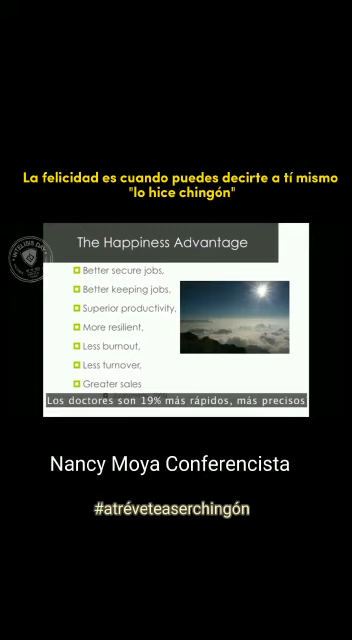 La felicidad es cuando puedes decirte a tí mismo
"lo hice chingón"
The Happiness Advantage
Better secure jobs,
Better keeping jobs,
Superior productivity,
More resilient,
Less burnout,
Less turnover,
Greater sales
Los doctores son 19% más rápidos, más precisos
Nancy Moya Conferencista
#atréveteaserchingón